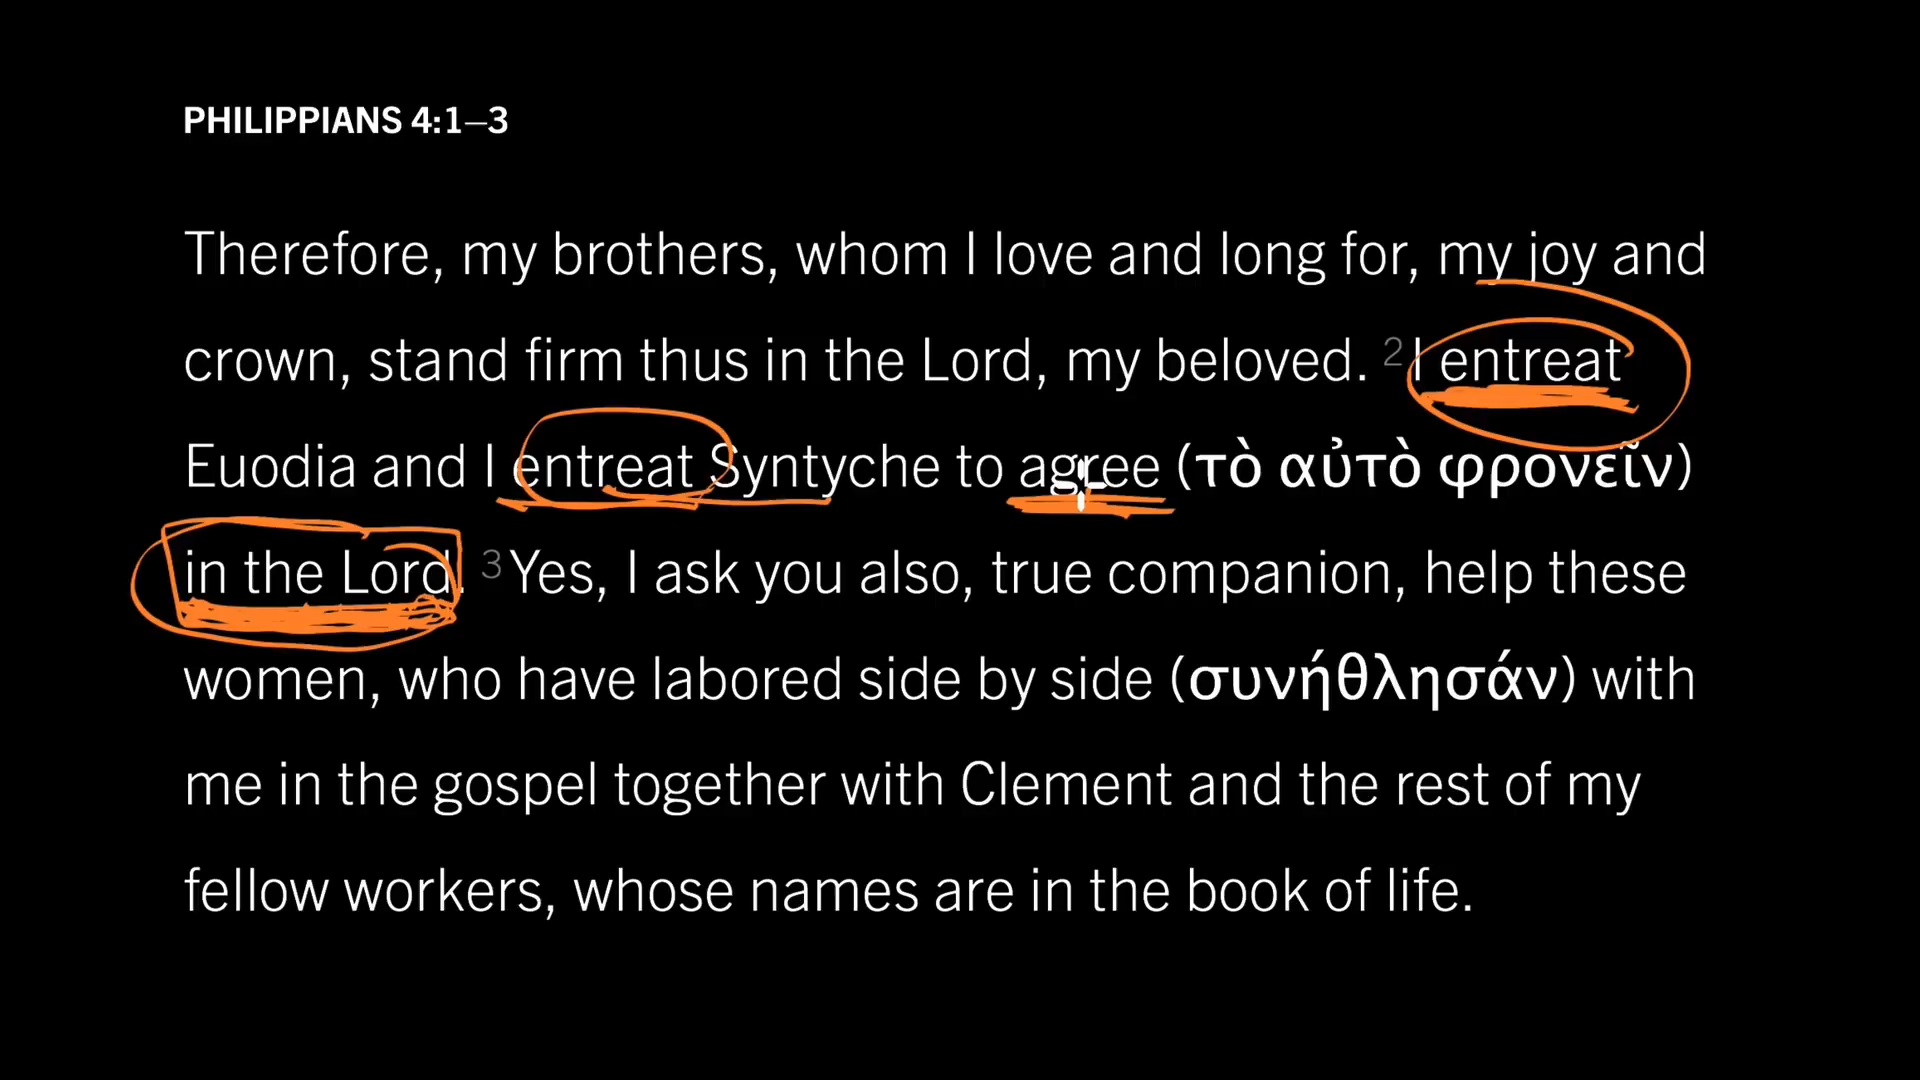 PHILIPPIANS 4:1–3
Therefore, my brothers, whom I love and long for, my joy and
crown, stand firm thus in the Lord, my beloved. 2 I entreat
Euodia and I entreat Syntyche to agree (τὸ αὐτὸ φρονεῖν)
in the Lord. 3 Yes, I ask you also, true companion, help these
women, who have labored side by side (συνήθλησάν) with
me in the gospel together with Clement and the rest of my
fellow workers, whose names are in the book of life.